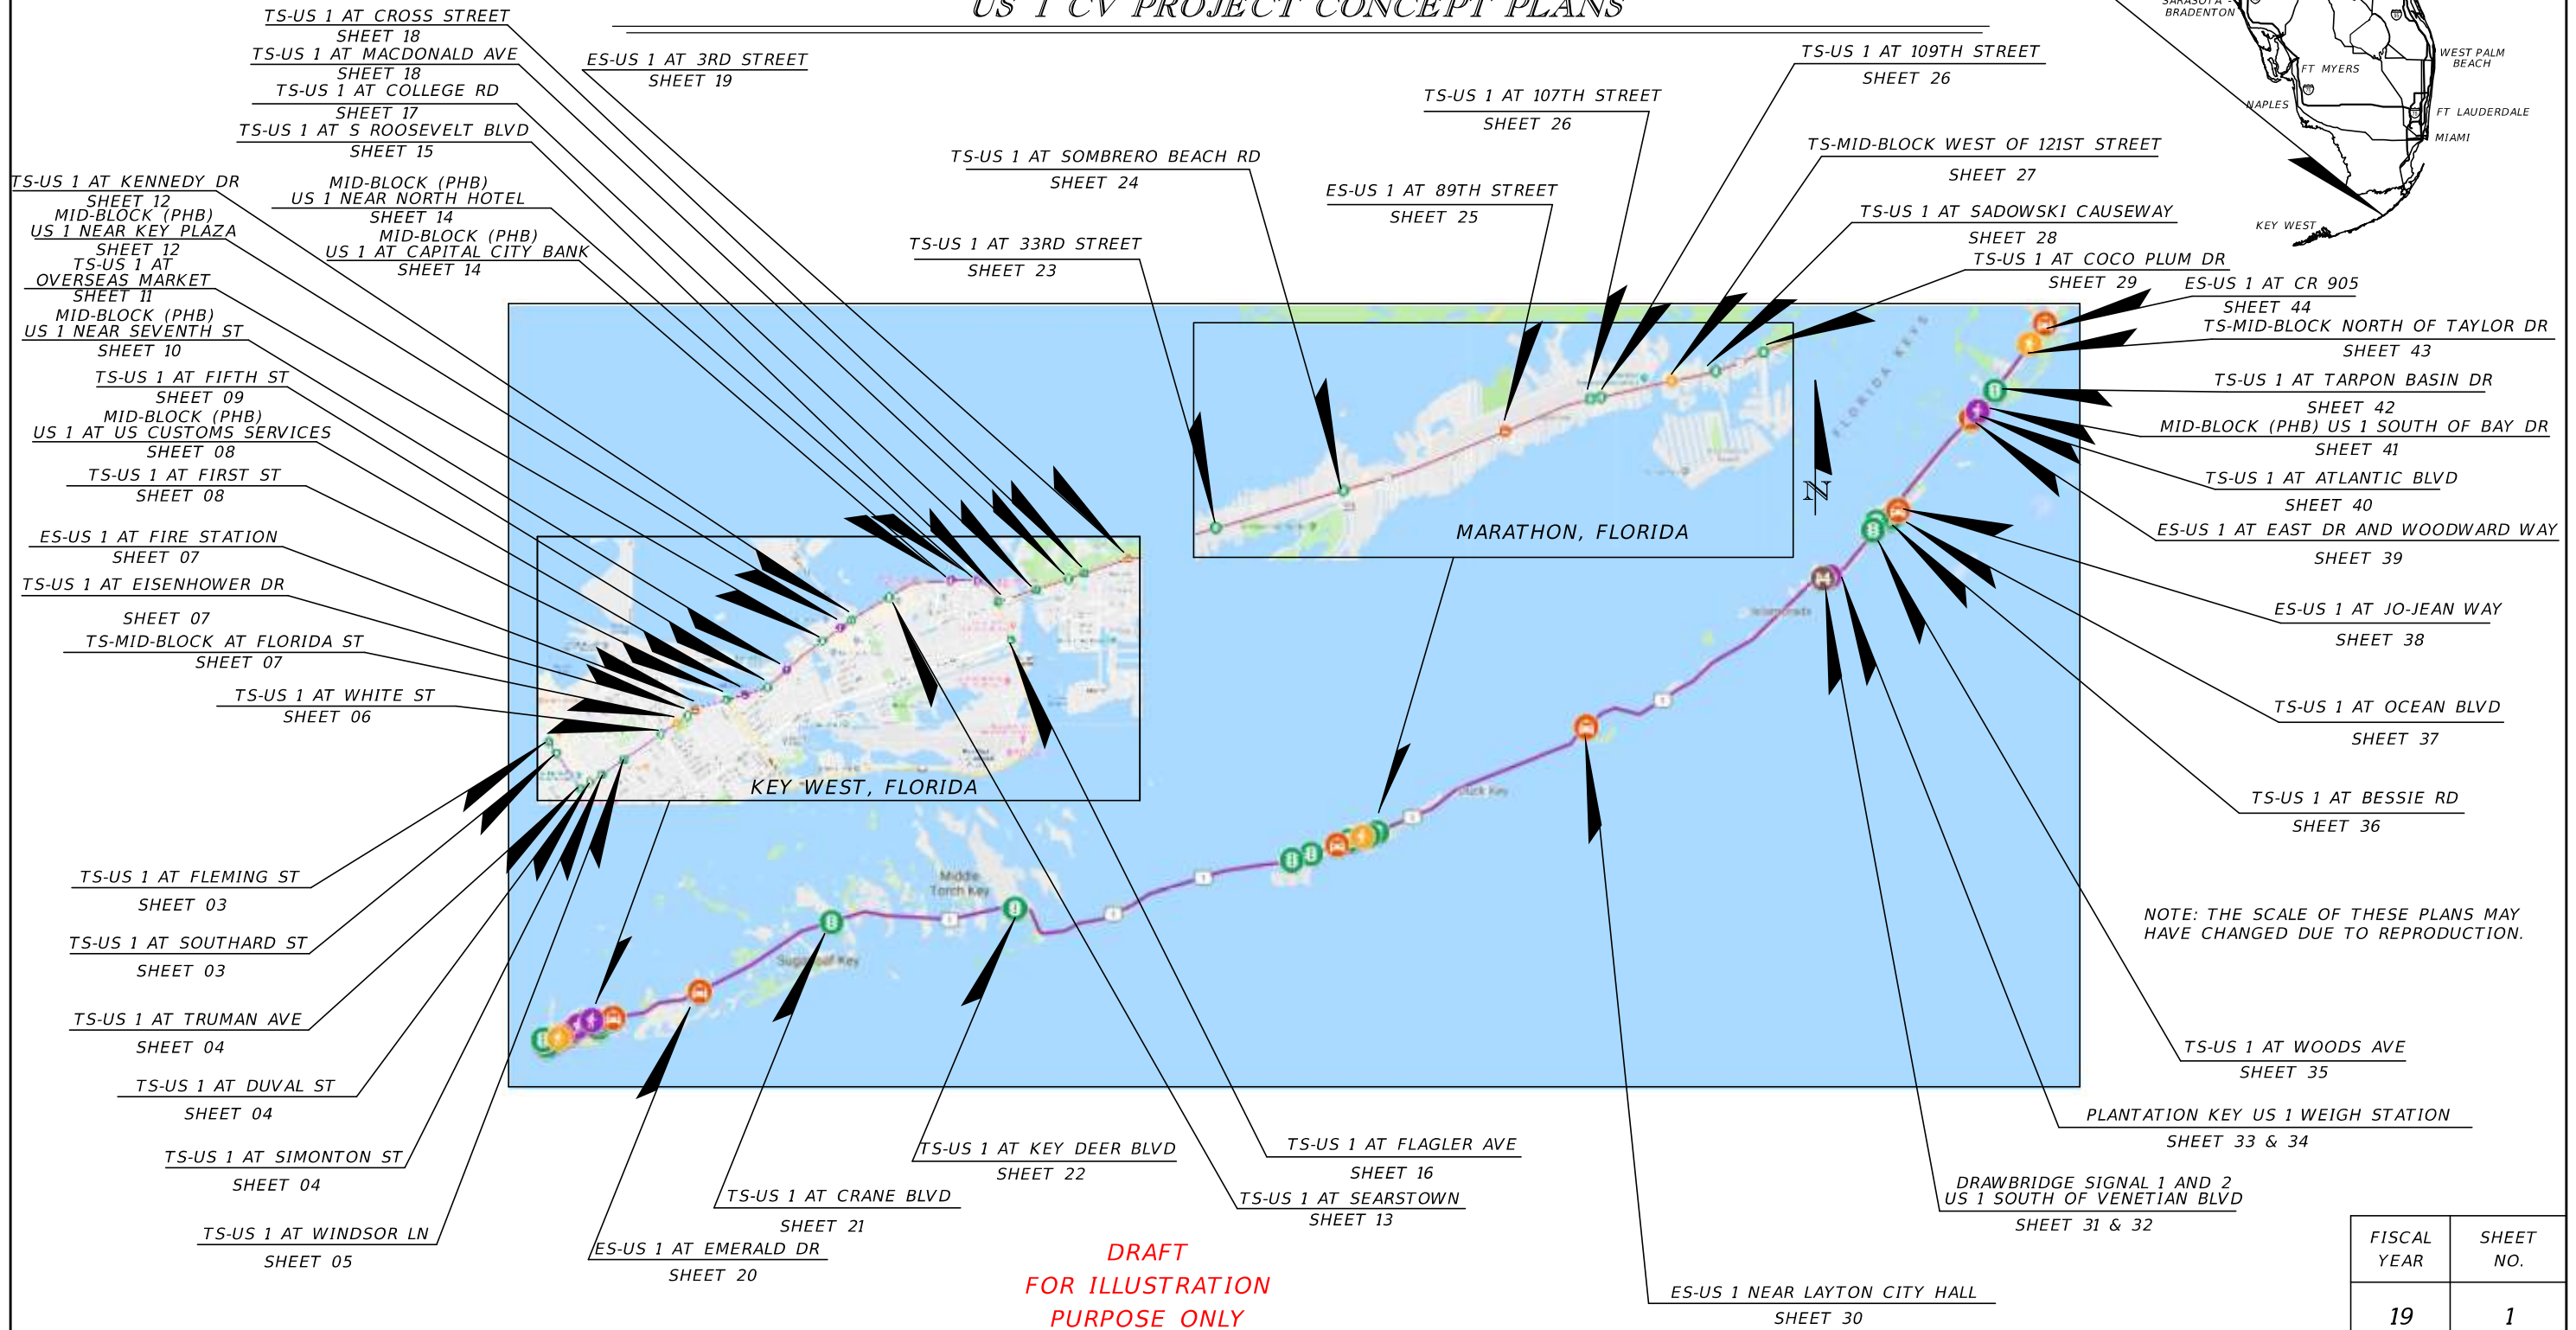 US 1 CV PROJECT CONCEPT PLANS
TS-US 1 AT CROSS STREET
SHEET 18
TS-US 1 AT MACDONALD AVE
SHEET 18
TS-US 1 AT COLLEGE RD
SHEET 17
TS-US 1 AT S ROOSEVELT BLVD
SHEET 15
ES-US 1 AT 3RD STREET
SHEET 19
TS-US 1 AT KENNEDY DR
SHEET 12
MID-BLOCK (PHB)
US 1 NEAR KEY PLAZA
SHEET 12
TS-US 1 AT
OVERSEAS MARKET
SHEET 11
MID-BLOCK (PHB)
US 1 NEAR SEVENTH ST
SHEET 10
TS-US 1 AT FIFTH ST
SHEET 09
MID-BLOCK (PHB)
US 1 AT US CUSTOMS SERVICES
SHEET 08
TS-US 1 AT FIRST ST
SHEET 08
ES-US 1 AT FIRE STATION
SHEET 07
TS-US 1 AT EISENHOWER DR
SHEET 07
TS-MID-BLOCK AT FLORIDA ST
SHEET 07
TS-US 1 AT WHITE ST
SHEET 06
MID-BLOCK (PHB)
US 1 NEAR NORTH HOTEL
SHEET 14
MID-BLOCK (PHB)
US 1 AT CAPITAL CITY BANK
SHEET 14
TS-US 1 AT FLEMING ST
SHEET 03
TS-US 1 AT SOUTHARD ST
SHEET 03
TS-US 1 AT TRUMAN AVE
SHEET 04
TS-US 1 AT DUVAL ST
SHEET 04
TS-US 1 AT SIMONTON ST
SHEET 04
TS-US 1 AT WINDSOR LN
SHEET 05
TS-US 1 AT SOMBRERO BEACH RD
SHEET 24
TS-US 1 AT 33RD STREET
SHEET 23
ES-US 1 AT 89TH STREET
SHEET 25
TS-US 1 AT 107TH STREET
SHEET 26
TS-US 1 AT 109TH STREET
SHEET 26
TS-MID-BLOCK WEST OF 121ST STREET
SHEET 27
TS-US 1 AT SADOWSKI CAUSEWAY
SHEET 28
TS-US 1 AT COCO PLUM DR
SHEET 29
ES-US 1 AT CR 905
SHEET 44
TS-MID-BLOCK NORTH OF TAYLOR DR
SHEET 43
TS-US 1 AT TARPON BASIN DR
SHEET 42
MID-BLOCK (PHB) US 1 SOUTH OF BAY DR
SHEET 41
TS-US 1 AT ATLANTIC BLVD
SHEET 40
ES-US 1 AT EAST DR AND WOODWARD WAY
SHEET 39
ES-US 1 AT JO-JEAN WAY
SHEET 38
TS-US 1 AT OCEAN BLVD
SHEET 37
TS-US 1 AT BESSIE RD
SHEET 36
NOTE: THE SCALE OF THESE PLANS MAY
HAVE CHANGED DUE TO REPRODUCTION.
TS-US 1 AT WOODS AVE
SHEET 35
PLANTATION KEY US 1 WEIGH STATION
SHEET 33 & 34
DRAWBRIDGE SIGNAL 1 AND 2
US 1 SOUTH OF VENETIAN BLVD
SHEET 31 & 32
ES-US 1 NEAR LAYTON CITY HALL
SHEET 30
TS-US 1 AT FLAGLER AVE
SHEET 16
TS-US 1 AT SEARSTOWN
SHEET 13
TS-US 1 AT KEY DEER BLVD
SHEET 22
TS-US 1 AT CRANE BLVD
SHEET 21
ES-US 1 AT EMERALD DR
SHEET 20
SARASOTA -
BRADENTON
WEST PALM
BEACH
FT MYERS
NAPLES
FT LAUDERDALE
MIAMI
KEY WEST
MARATHON, FLORIDA
KEY WEST, FLORIDA
FLORIDA KEYS
N
Islamorada
Duck Key
Middle
Torch Key
Sugarloaf Key
DRAFT
FOR ILLUSTRATION
PURPOSE ONLY
FISCAL
YEAR
SHEET
NO.
19
1